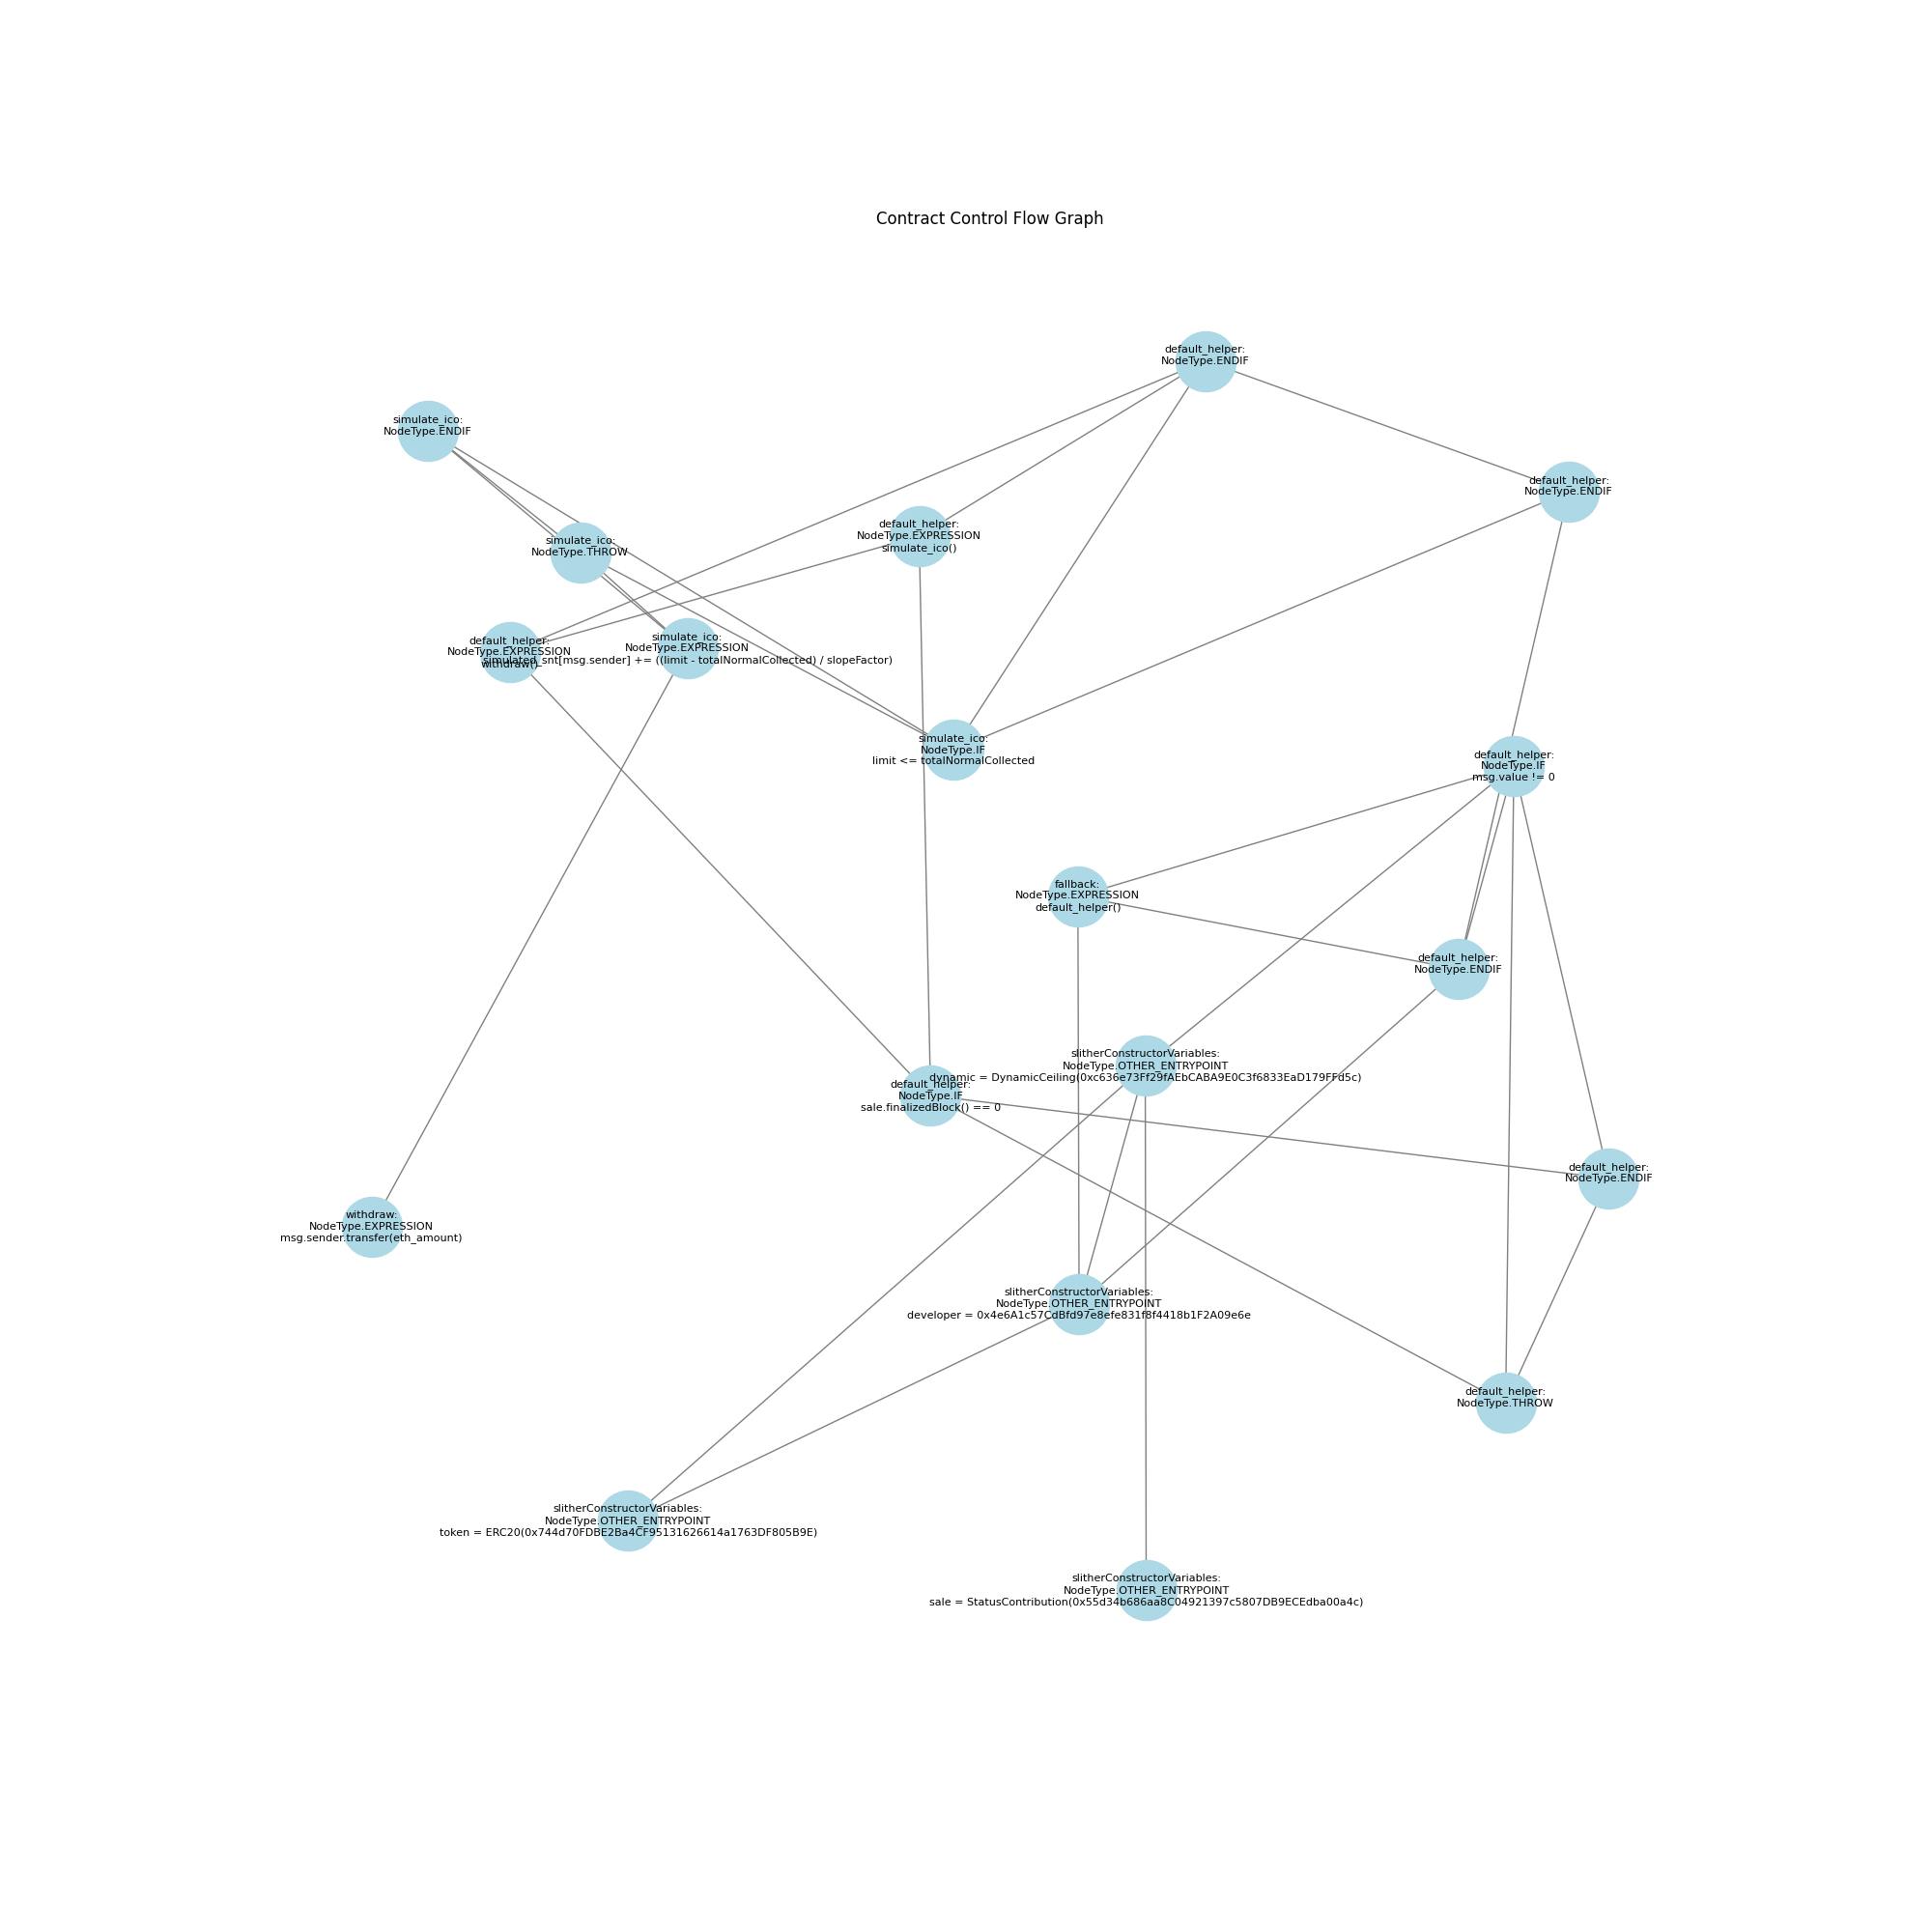 Contract Control Flow Graph
default_helper:
NodeType.ENDIF
simulate_ico:
NodeType.ENDIF
default_helper:
NodeType.ENDIF
default_helper:
NodeType.EXPRESSION
simulate_ico()
simulate_ico:
NodeType.THROW
default_helper:
NodeType.EXPRESSION
withdraw()
simulate_ico:
NodeType.EXPRESSION
simulated_snt[msg.sender] += ((limit - totalNormalCollected) / slopeFactor)
simulate_ico:
NodeType.IF
limit <= totalNormalCollected
default_helper:
NodeType.IF
msg.value != 0
fallback:
NodeType.EXPRESSION
default_helper()
default_helper:
NodeType.ENDIF
slitherConstructorVariables:
NodeType.OTHER_ENTRYPOINT
dynamic = DynamicCeiling(0xc636e73Ff29fAEbCABA9E0C3f6833EaD179FFd5c)
default_helper:
NodeType.IF
sale.finalizedBlock() == 0
default_helper:
NodeType.ENDIF
withdraw:
NodeType.EXPRESSION
msg.sender.transfer(eth_amount)
slitherConstructorVariables:
NodeType.OTHER_ENTRYPOINT
developer = 0x4e6A1c57CdBfd97e8efe831f8f4418b1F2A09e6e
default_helper:
NodeType.THROW
slitherConstructorVariables:
NodeType.OTHER_ENTRYPOINT
token = ERC20(0x744d70FDBE2Ba4CF95131626614a1763DF805B9E)
slitherConstructorVariables:
NodeType.OTHER_ENTRYPOINT
sale = StatusContribution(0x55d34b686aa8C04921397c5807DB9ECEdba00a4c)